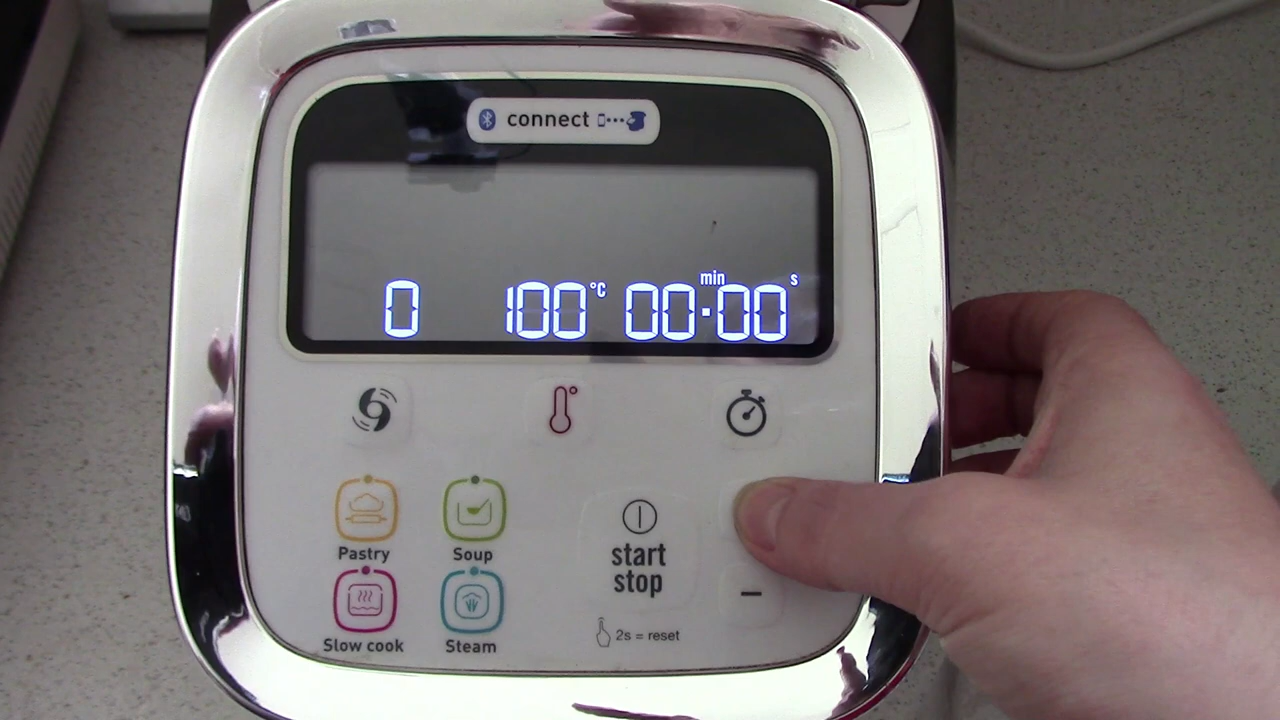 connect
0 100 °C 00 min 00 s
Pastry Soup
start
stop
Slow cook Steam
−
2s = reset